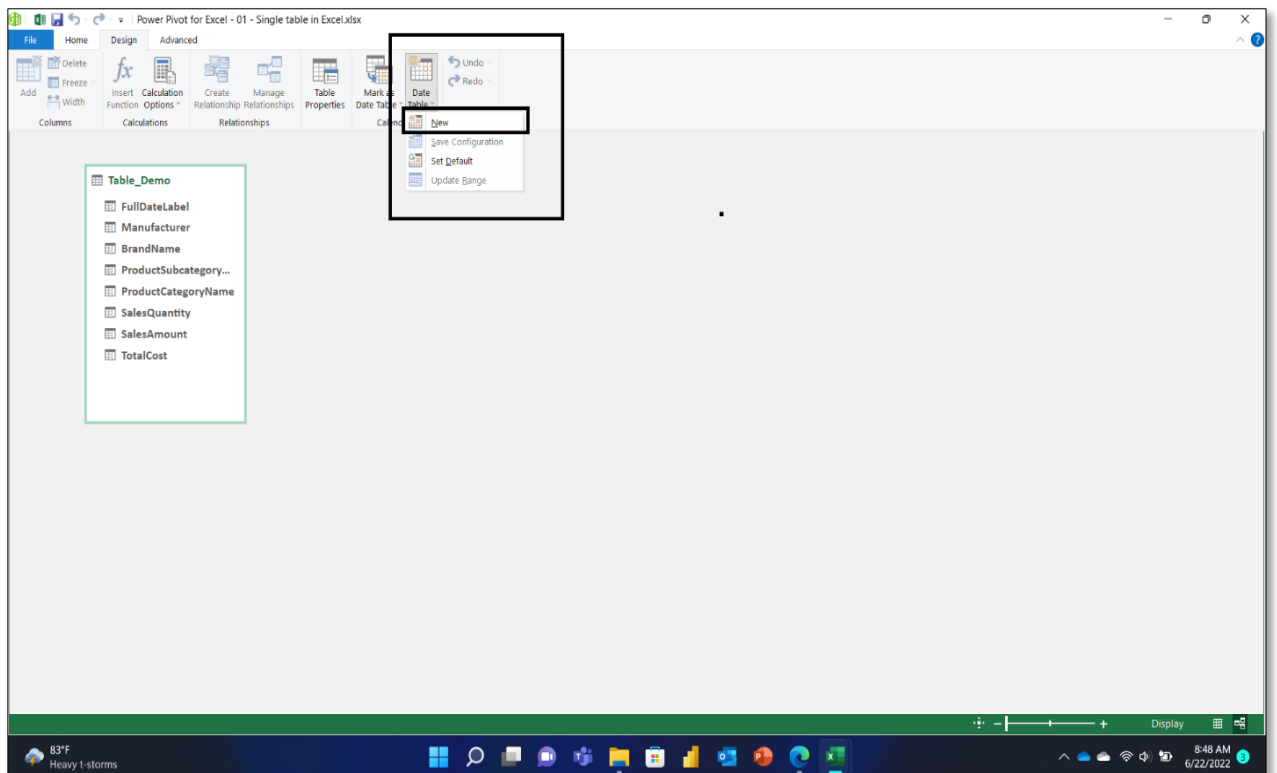 Power Pivot for Excel - 01 - Single table in Excel.xlsx
File Home Design Advanced
Add
Delete
Freeze
Width
Columns
fx
Insert Function
Calculation Options
Calculations
Create Relationship
Manage Relationships
Relationships
Table Properties
Mark as Date Table
Date Table
Calend
Undo
Redo
New
Save Configuration
Set Default
Update Range
Table_Demo
FullDateLabel
Manufacturer
BrandName
ProductSubcategory...
ProductCategoryName
SalesQuantity
SalesAmount
TotalCost
Display
83°F
Heavy t-storms
8:48 AM
6/22/2022
3